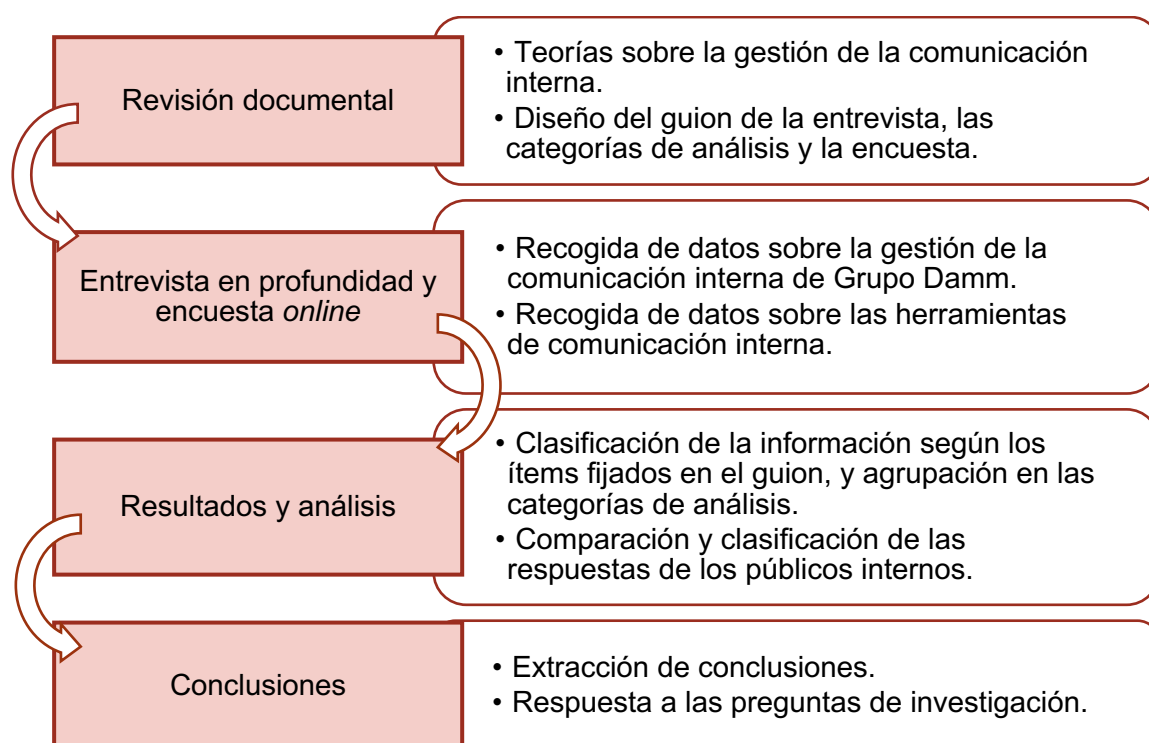 Revisión documental
• Teorías sobre la gestión de la comunicación
interna.
• Diseño del guion de la entrevista, las
categorías de análisis y la encuesta.
Entrevista en profundidad y
encuesta online
• Recogida de datos sobre la gestión de la
comunicación interna de Grupo Damm.
• Recogida de datos sobre las herramientas
de comunicación interna.
Resultados y análisis
• Clasificación de la información según los
ítems fijados en el guion, y agrupación en las
categorías de análisis.
• Comparación y clasificación de las
respuestas de los públicos internos.
Conclusiones
• Extracción de conclusiones.
• Respuesta a las preguntas de investigación.